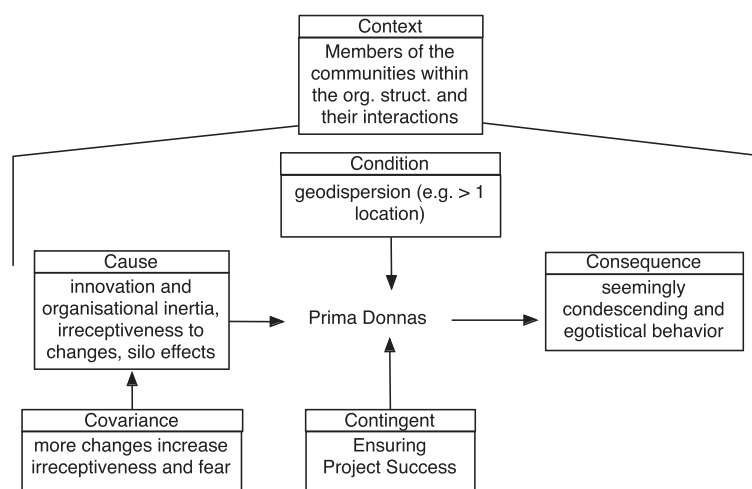 Context
Members of the
communities within
the org. struct. and
their interactions
Condition
geodispersion (e.g. > 1
location)
Cause
innovation and
organisational inertia,
irreceptiveness to
changes, silo effects
Prima Donnas
Consequence
seemingly
condescending and
egotistical behavior
Covariance
more changes increase
irreceptiveness and fear
Contingent
Ensuring
Project Success